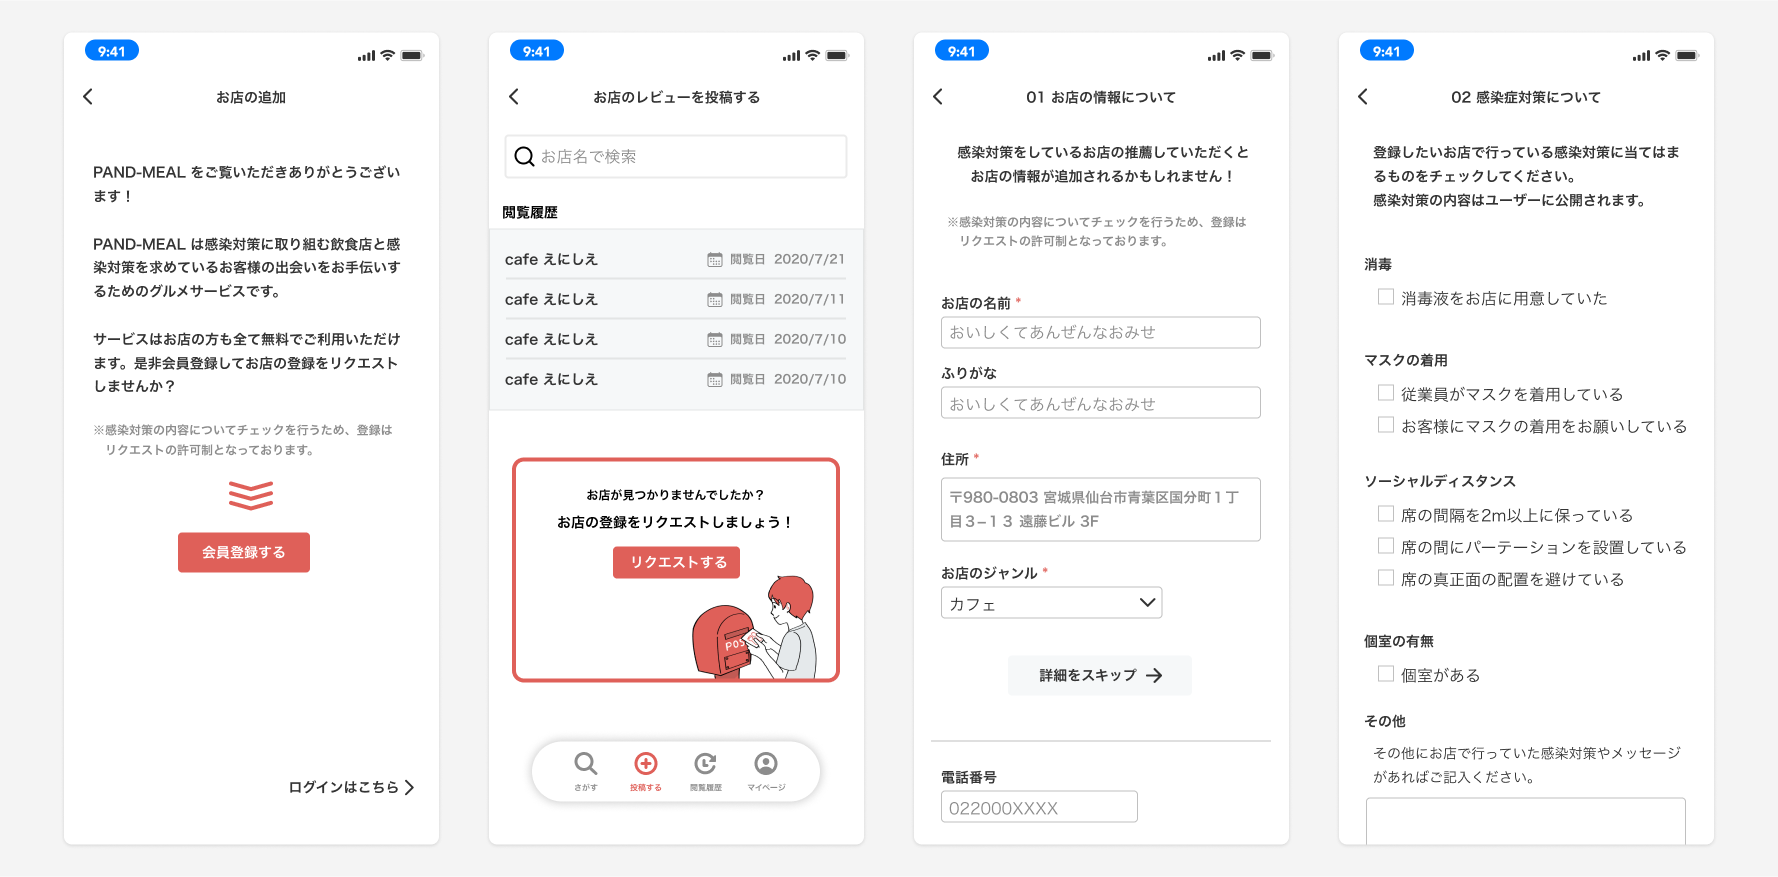 9:41
お店の追加
PAND-MEAL をご覧いただきありがとうござい
ます！
PAND-MEAL は感染対策に取り組む飲食店と感
染対策を求めているお客様の出会いをお手伝いす
るためのグルメサービスです。
サービスはお店の方も全て無料でご利用いただけ
ます。是非会員登録してお店の登録をリクエスト
しませんか？
※感染対策の内容についてチェックを行うため、登録は
リクエストの許可制となっております。
会員登録する
ログインはこちら
9:41
お店のレビューを投稿する
お店名で検索
閲覧履歴
cafe えにしえ 閲覧日 2020/7/21
cafe えにしえ 閲覧日 2020/7/11
cafe えにしえ 閲覧日 2020/7/10
cafe えにしえ 閲覧日 2020/7/10
お店が見つかりませんでしたか？
お店の登録をリクエストしましょう！
リクエストする
POST
さがす 投稿する 閲覧履歴 マイページ
9:41
01 お店の情報について
感染対策をしているお店の推薦していただくと
お店の情報が追加されるかもしれません！
※感染対策の内容についてチェックを行うため、登録は
リクエストの許可制となっております。
お店の名前 *
おいしくてあんぜんなおみせ
ふりがな
おいしくてあんぜんなおみせ
住所 *
〒980-0803 宮城県仙台市青葉区国分町１丁
目３−１３ 遠藤ビル 3F
お店のジャンル *
カフェ
詳細をスキップ →
電話番号
022000XXXX
9:41
02 感染症対策について
登録したいお店で行っている感染対策に当てはま
るものをチェックしてください。
感染対策の内容はユーザーに公開されます。
消毒
消毒液をお店に用意していた
マスクの着用
従業員がマスクを着用している
お客様にマスクの着用をお願いしている
ソーシャルディスタンス
席の間隔を2m以上に保っている
席の間にパーテーションを設置している
席の真正面の配置を避けている
個室の有無
個室がある
その他
その他にお店で行っていた感染対策やメッセージ
があればご記入ください。